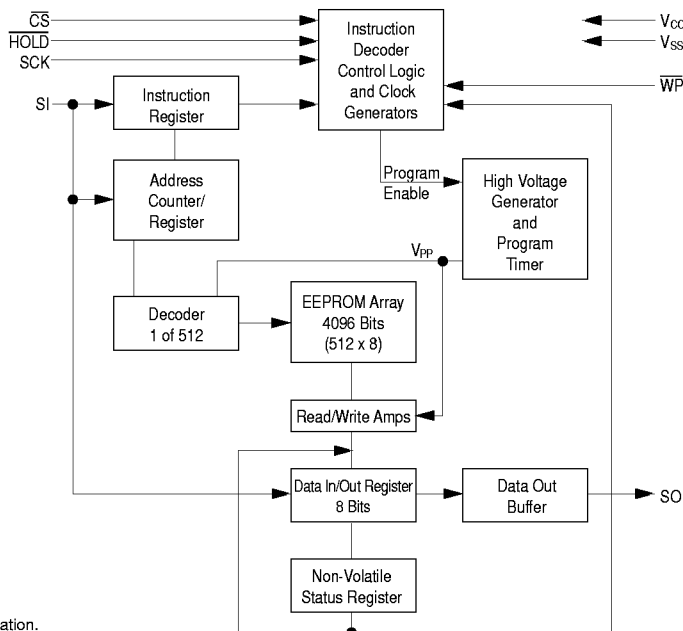 CS
HOLD
SCK
SI
Instruction
Decoder
Control Logic
and Clock
Generators
VCC
VSS
WP
Instruction
Register
Address
Counter/
Register
Program
Enable
High Voltage
Generator
and
Program
Timer
VPP
Decoder
1 of 512
EEPROM Array
4096 Bits
(512 x 8)
Read/Write Amps
Data In/Out Register
8 Bits
Data Out
Buffer
SO
Non-Volatile
Status Register
ation.